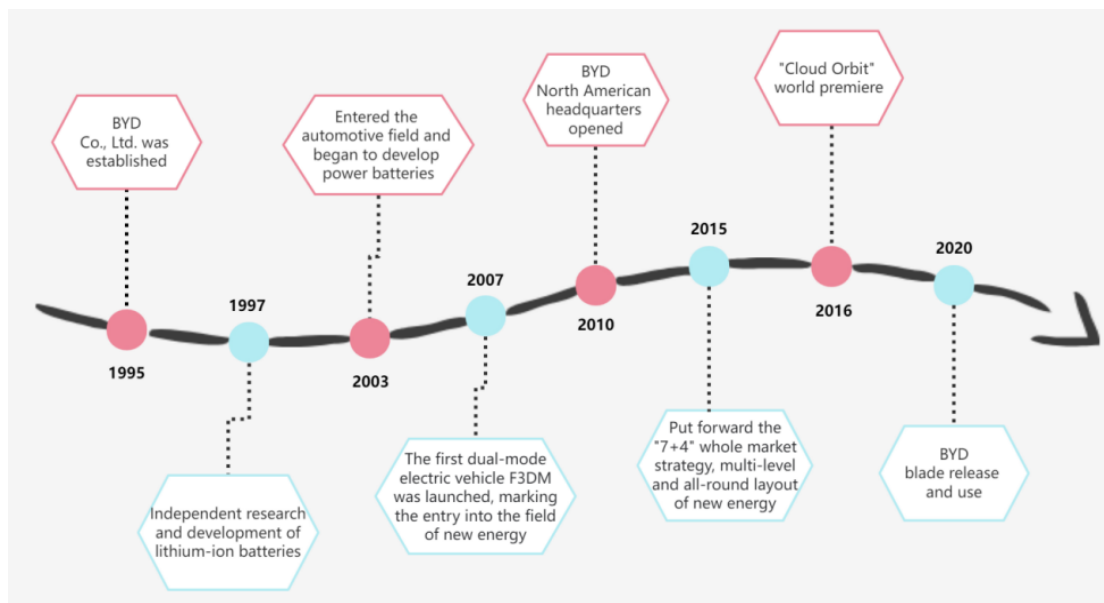 BYD
Co., Ltd. was
established
1995
1997
Independent research
and development of
lithium-ion batteries
Entered the
automotive field and
began to develop
power batteries
2003
2007
The first dual-mode
electric vehicle F3DM
was launched, marking
the entry into the field
of new energy
BYD
North American
headquarters
opened
2010
2015
Put forward the
"7+4" whole market
strategy, multi-level
and all-round layout
of new energy
"Cloud Orbit"
world premiere
2016
2020
BYD
blade release
and use